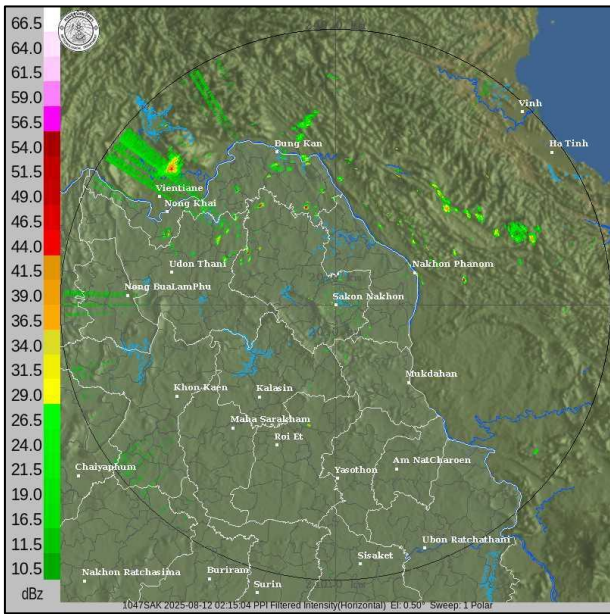 66.5
64.0
61.5
59.0
56.5
54.0
51.5
49.0
46.5
44.0
41.5
39.0
36.5
34.0
31.5
29.0
26.5
24.0
21.5
19.0
16.5
11.5
10.5
dBz
Vinh
Ha Tinh
Bung Kan
Vientiane
Nong Khai
Udon Thani
Nakhon Phanom
Nong BuaLamPhu
Sakon Nakhon
Mukdahan
Khon Kaen
Kalasin
Maha Sarakham
Roi Et
Chaiyaphum
Am NatCharoen
Yasothon
Ubon Ratchathani
Sisaket
Nakhon Ratchasima
Buriram
Surin
1047SAK 2025-08-12 02:15:04 PPI Filtered Intensity(Horizontal) El: 0.50° Sweep: 1 Polar